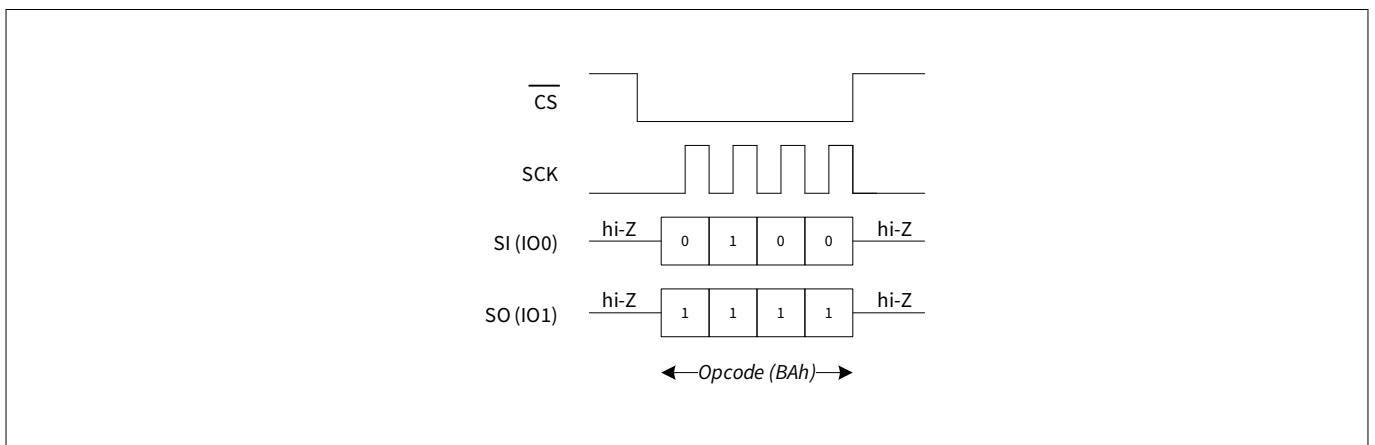 CS
SCK
hi-Z 0 1 0 0 hi-Z
SI (IO0)
hi-Z 1 1 1 1 hi-Z
SO (IO1)
Opcode (BAh)